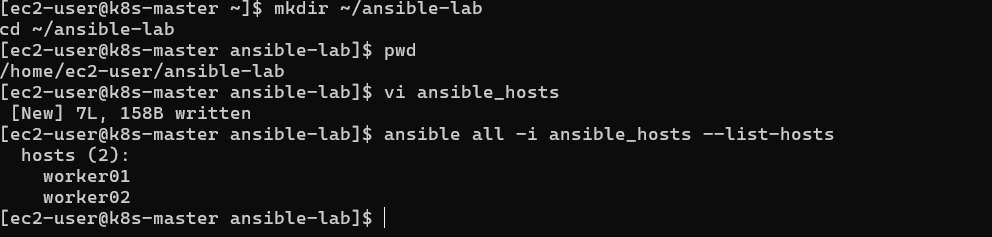 [ec2-user@k8s-master ~]$ mkdir ~/ansible-lab
cd ~/ansible-lab
[ec2-user@k8s-master ansible-lab]$ pwd
/home/ec2-user/ansible-lab
[ec2-user@k8s-master ansible-lab]$ vi ansible_hosts
 [New] 7L, 158B written
[ec2-user@k8s-master ansible-lab]$ ansible all -i ansible_hosts --list-hosts
  hosts (2):
    worker01
    worker02
[ec2-user@k8s-master ansible-lab]$